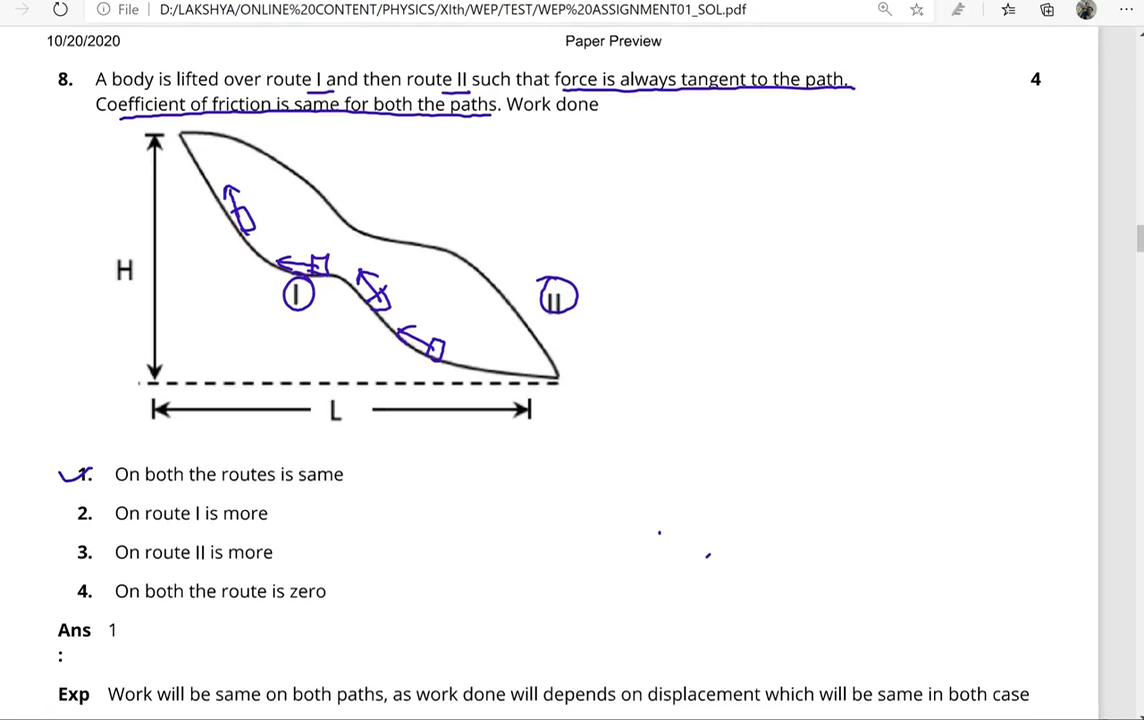 File | D:/LAKSHYA/ONLINE%20CONTENT/PHYSICS/XIth/WEP/TEST/WEP%20ASSIGNMENT01_SOL.pdf
10/20/2020 Paper Preview
8. A body is lifted over route I and then route II such that force is always tangent to the path. 4
Coefficient of friction is same for both the paths. Work done
H
I
II
L
1. On both the routes is same
2. On route I is more
3. On route II is more
4. On both the route is zero
Ans 1
:
Exp Work will be same on both paths, as work done will depends on displacement which will be same in both case